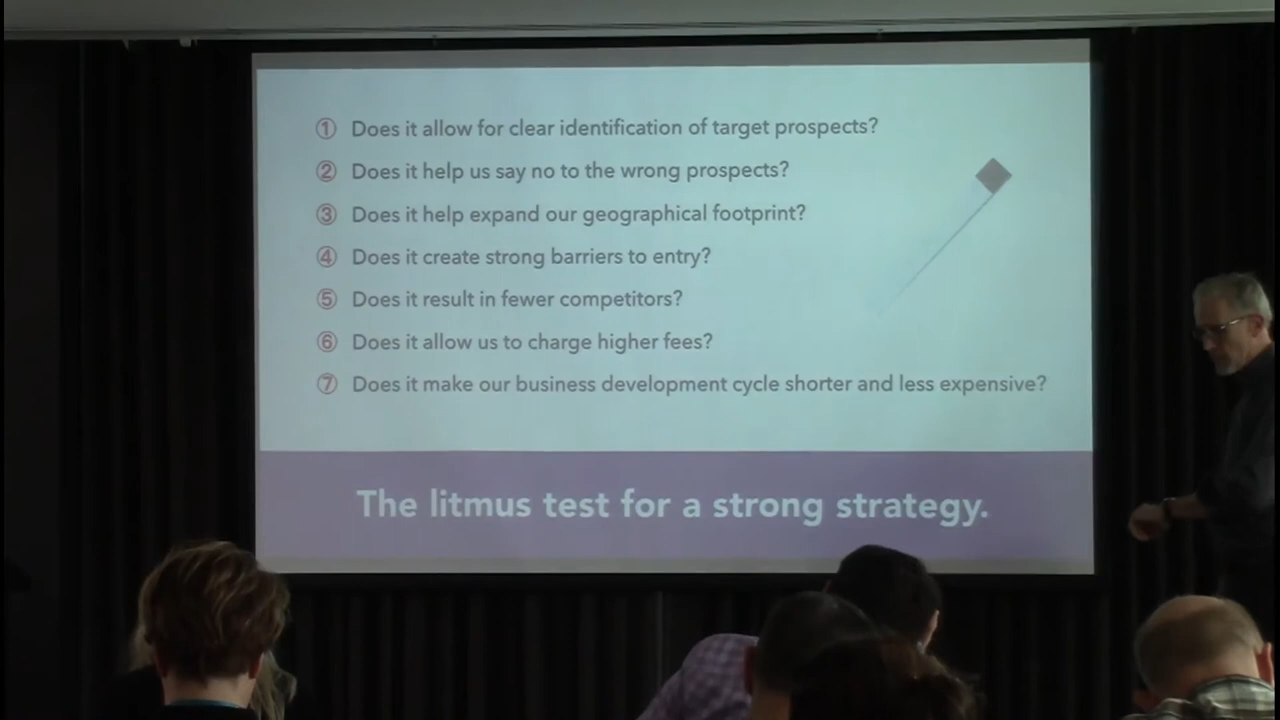 ① Does it allow for clear identification of target prospects?
② Does it help us say no to the wrong prospects?
③ Does it help expand our geographical footprint?
④ Does it create strong barriers to entry?
⑤ Does it result in fewer competitors?
⑥ Does it allow us to charge higher fees?
⑦ Does it make our business development cycle shorter and less expensive?
The litmus test for a strong strategy.